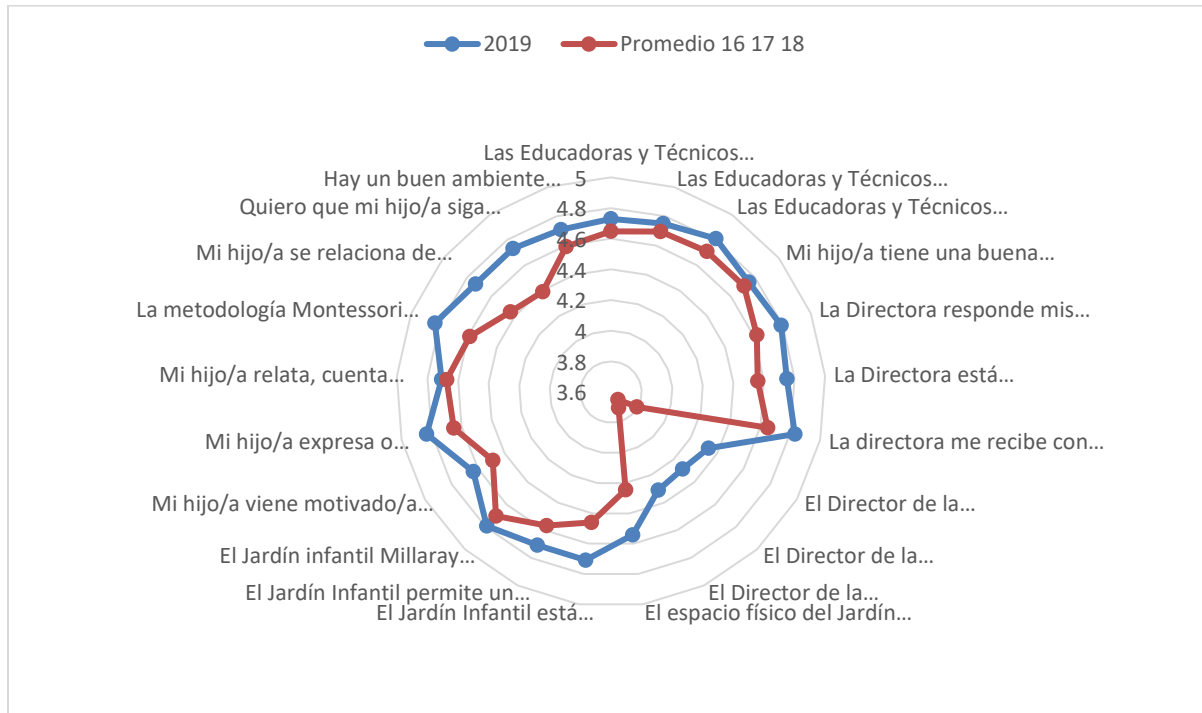 2019 Promedio 16 17 18
Las Educadoras y Técnicos…
Las Educadoras y Técnicos…
Las Educadoras y Técnicos…
Mi hijo/a tiene una buena…
La Directora responde mis…
La Directora está…
La directora me recibe con…
El Director de la…
El Director de la…
El Director de la…
El espacio físico del Jardín…
El Jardín Infantil está…
El Jardín Infantil permite un…
El Jardín infantil Millaray…
Mi hijo/a viene motivado/a…
Mi hijo/a expresa o…
Mi hijo/a relata, cuenta…
La metodología Montessori…
Mi hijo/a se relaciona de…
Quiero que mi hijo/a siga…
Hay un buen ambiente…
5
4.8
4.6
4.4
4.2
4
3.8
3.6